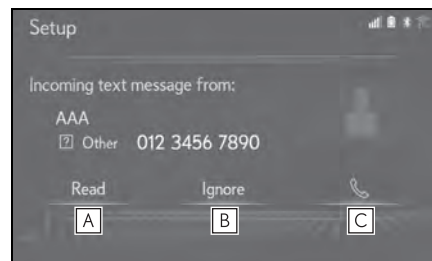 Setup
Incoming text message from:
AAA
? Other 012 3456 7890
Read Ignore
A B C